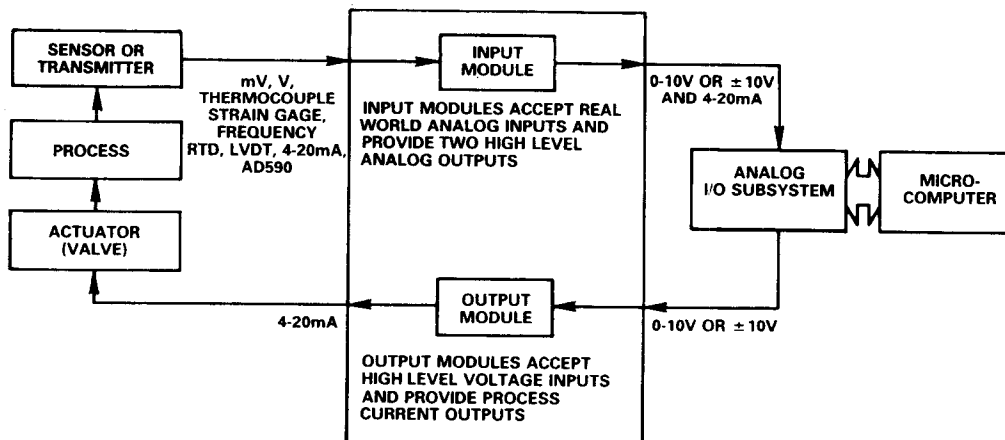 SENSOR OR
TRANSMITTER
mV, V,
THERMOCOUPLE
STRAIN GAGE,
FREQUENCY
RTD, LVDT, 4-20mA,
AD590
PROCESS
ACTUATOR
(VALVE)
4-20mA
INPUT
MODULE
INPUT MODULES ACCEPT REAL
WORLD ANALOG INPUTS AND
PROVIDE TWO HIGH LEVEL
ANALOG OUTPUTS
OUTPUT
MODULE
OUTPUT MODULES ACCEPT
HIGH LEVEL VOLTAGE INPUTS
AND PROVIDE PROCESS
CURRENT OUTPUTS
0-10V OR ±10V
AND 4-20mA
ANALOG
I/O SUBSYSTEM
MICRO-
COMPUTER
0-10V OR ±10V